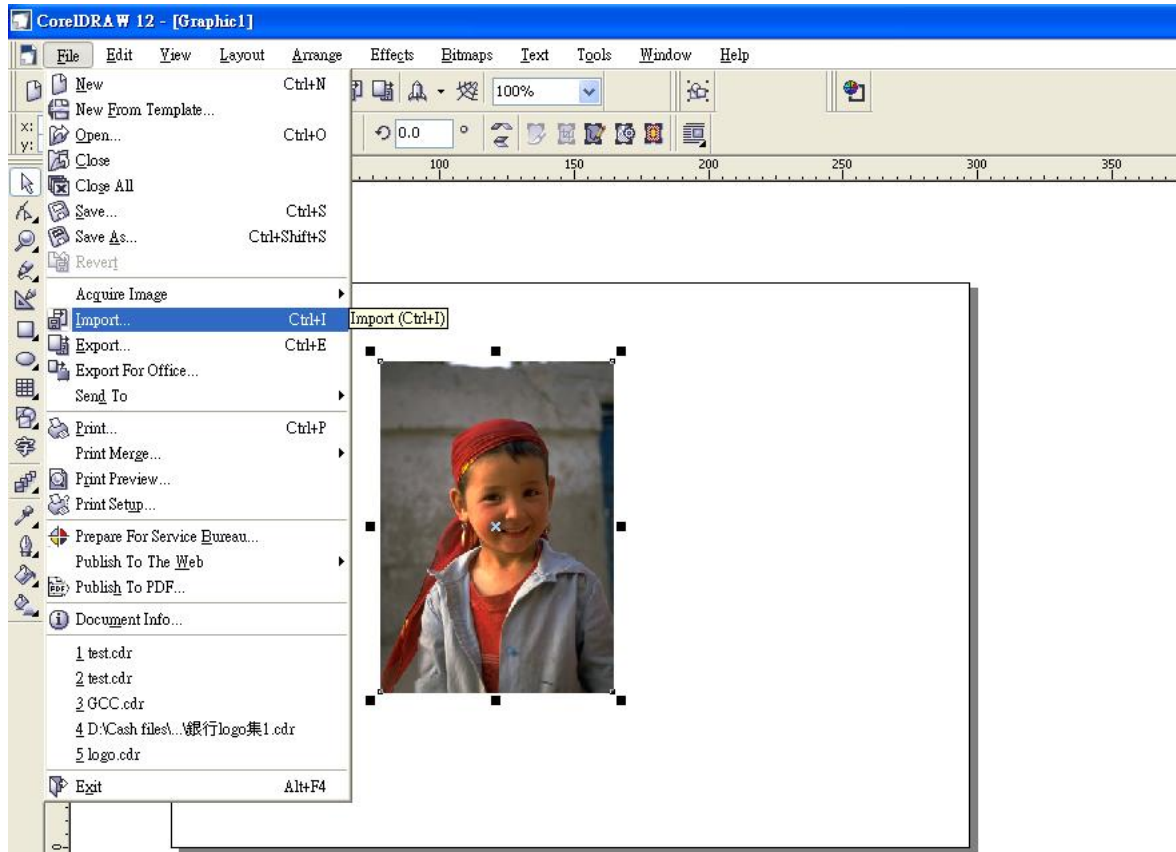 CorelDRAW 12 - [Graphic1]
File Edit View Layout Arrange Effects Bitmaps Text Tools Window Help
New Ctrl+N
100%
New From Template...
x:
y:
Open... Ctrl+O
0.0 °
Close
100 150 200 250 300 350
Close All
Save... Ctrl+S
Save As... Ctrl+Shift+S
Revert
Acquire Image
Import... Ctrl+I
Import (Ctrl+I)
Export... Ctrl+E
Export For Office...
Send To
Print... Ctrl+P
Print Merge...
字
Print Preview...
Print Setup...
Prepare For Service Bureau...
Publish To The Web
PDF
Publish To PDF...
Document Info...
1 test.cdr
2 test.cdr
3 GCC.cdr
4 D:\Cash files\...\銀行logo集1.cdr
5 logo.cdr
Exit Alt+F4
0